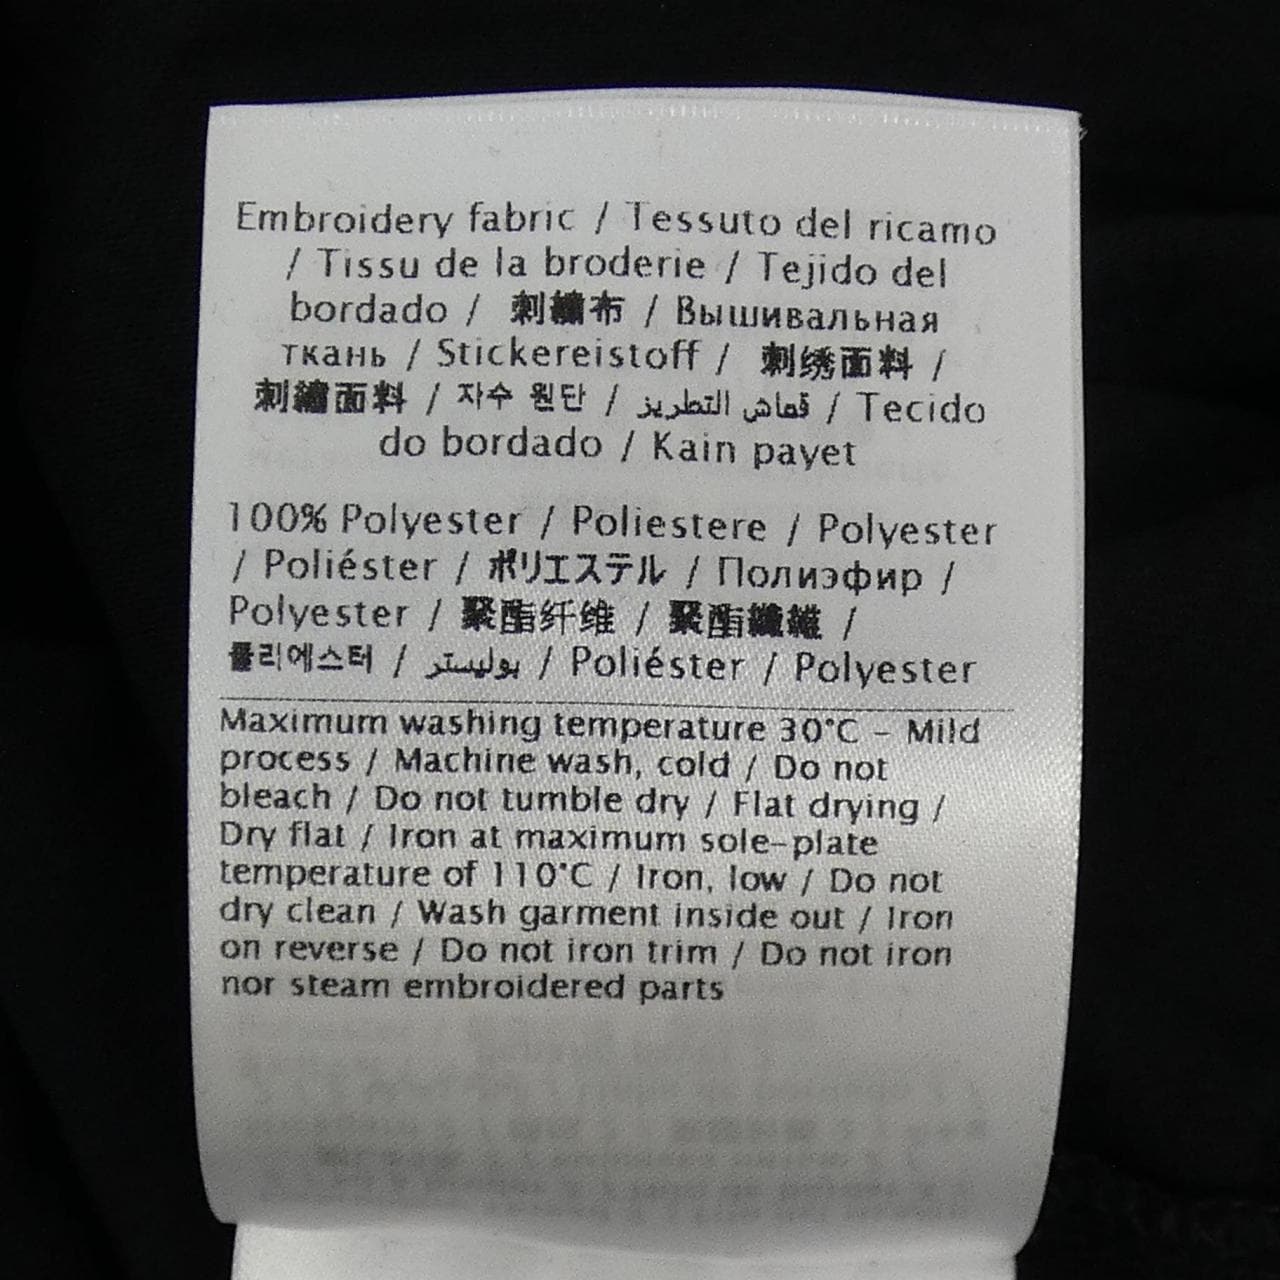 Embroidery fabric / Tessuto del ricamo
/ Tissu de la broderie / Tejido del
bordado / 刺繍布 / Вышивальная
ткань / Stickereistoff / 刺绣面料 /
刺繡面料 / 자수 원단 / قماش التطريز / Tecido
do bordado / Kain payet
100% Polyester / Poliestere / Polyester
/ Poliéster / ポリエステル / Полиэфир /
Polyester / 聚酯纤维 / 聚酯纖維 /
폴리에스터 / بوليستر / Poliéster / Polyester
Maximum washing temperature 30°C - Mild
process / Machine wash, cold / Do not
bleach / Do not tumble dry / Flat drying /
Dry flat / Iron at maximum sole-plate
temperature of 110°C / Iron, low / Do not
dry clean / Wash garment inside out / Iron
on reverse / Do not iron trim / Do not iron
nor steam embroidered parts